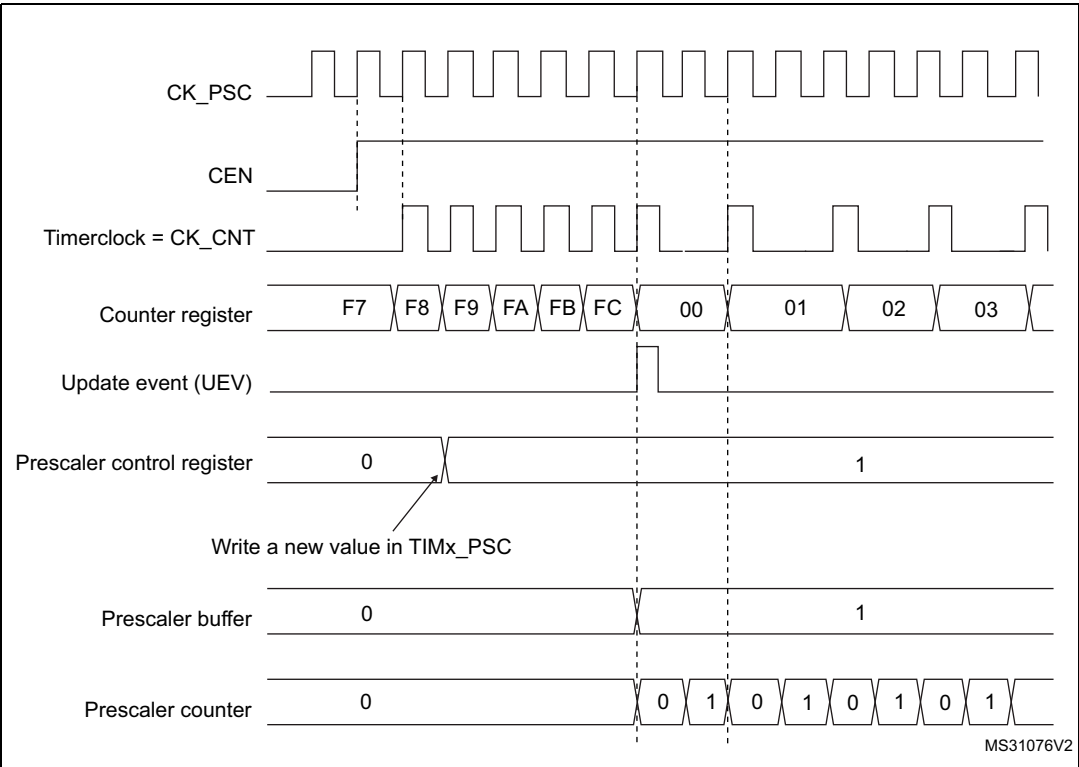 CK_PSC
CEN
Timerclock = CK_CNT
Counter register F7 F8 F9 FA FB FC 00 01 02 03
Update event (UEV)
Prescaler control register 0 1
Write a new value in TIMx_PSC
Prescaler buffer 0 1
Prescaler counter 0 0 1 0 1 0 1 0 1
MS31076V2